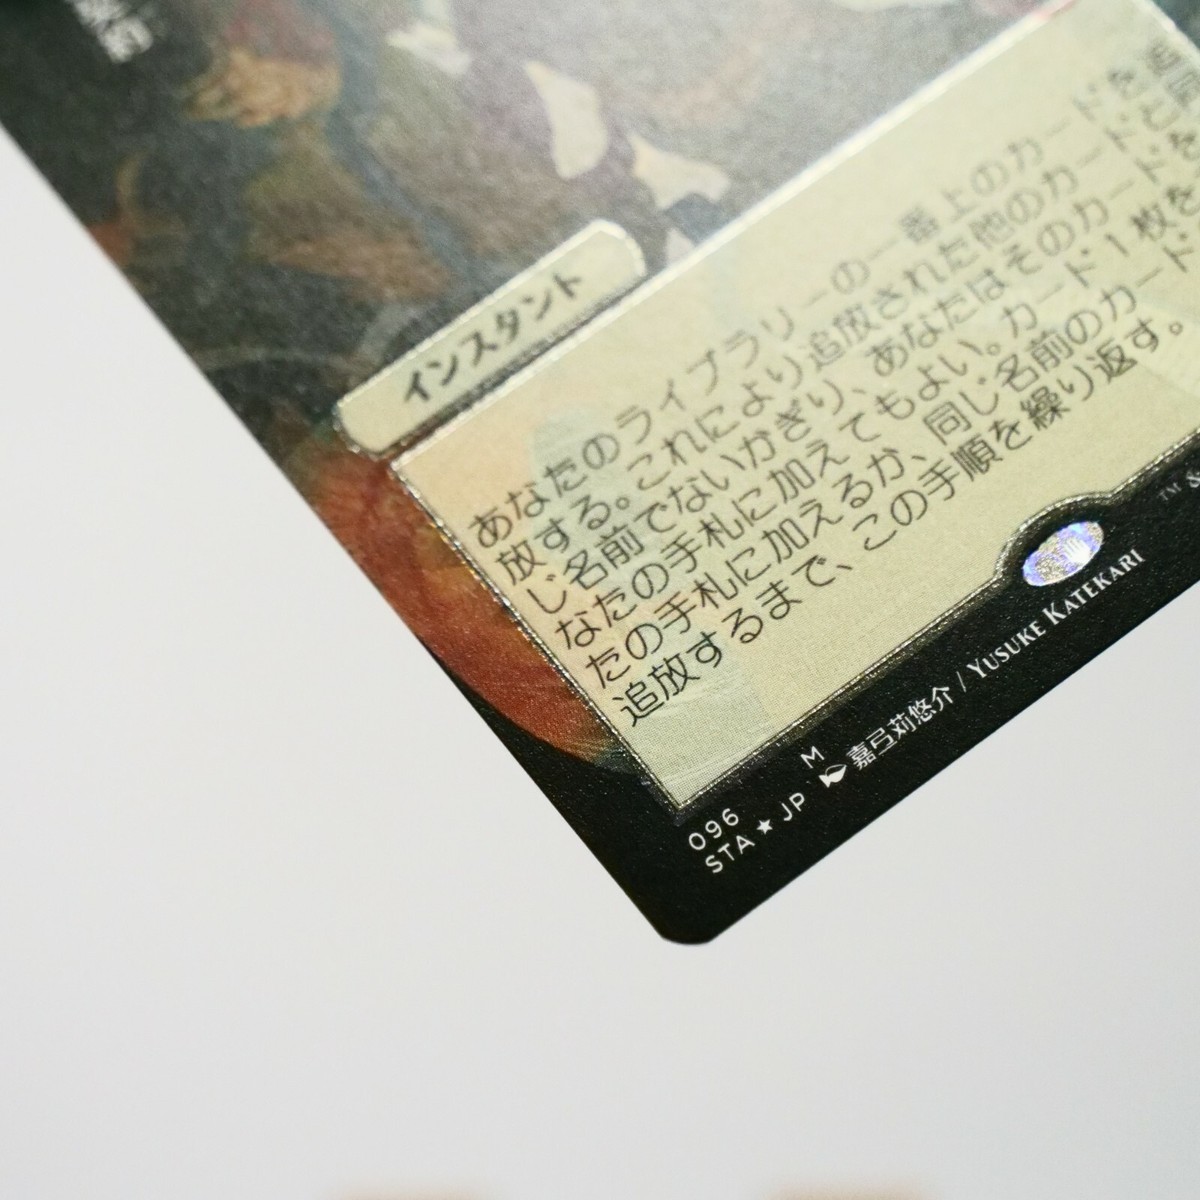 インスタント
あなたのライブラリーの一番上のカードを追
放する。これにより追放された他のカードと同
じ名前でないかぎり、あなたはそのカードを
なたの手札に加えてもよい。カード1枚を
たの手札に加えるか、同じ名前のカード
追放するまで、この手順を繰り返す。
096 M
STA ★ JP 嘉弓苅悠介 / YUSUKE KATEKARI
™ &